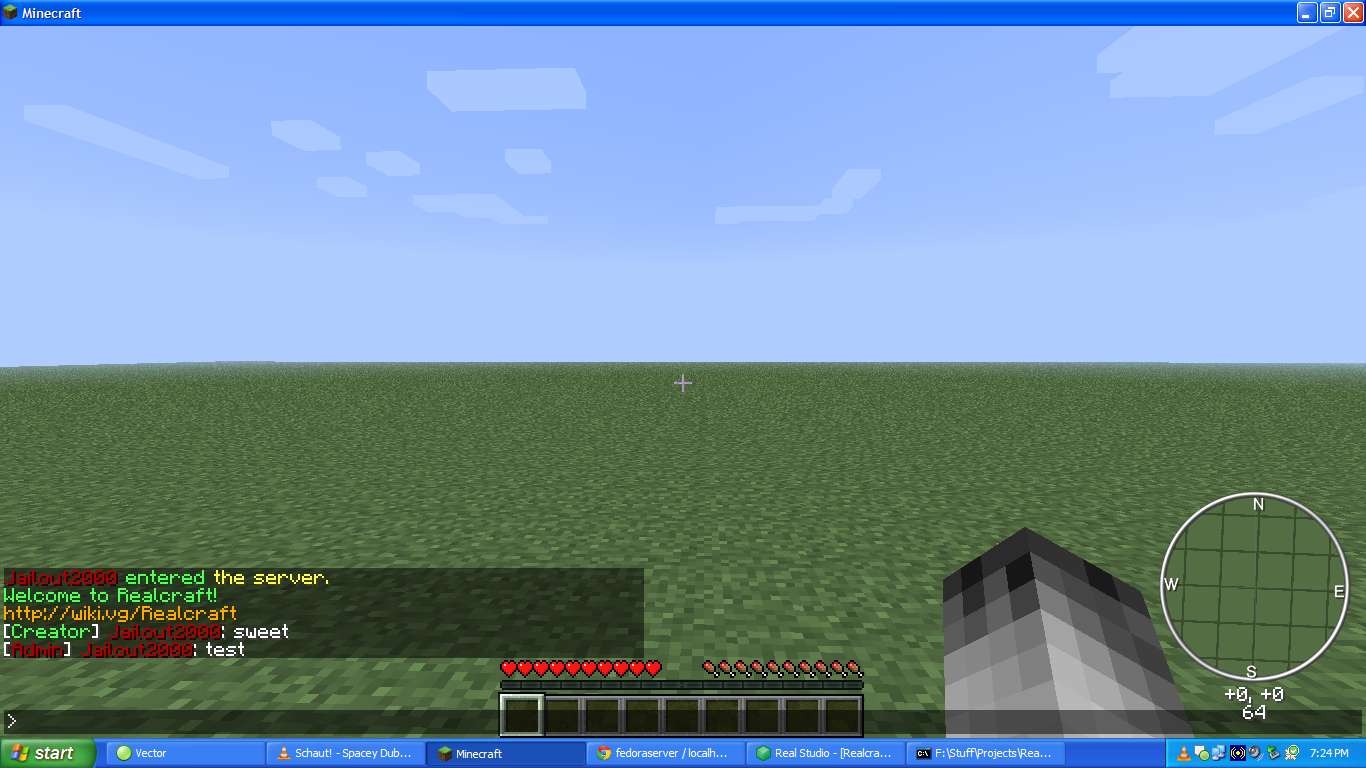 Minecraft
N
W
E
Jailout2000 entered the server.
Welcome to Realcraft!
http://wiki.vg/Realcraft
[Creator] Jailout2000: sweet
[Admin] Jailout2000: test
S
+0, +0
64
>
start
Vector
Schaut! - Spacey Dub...
Minecraft
fedoraserver / localh...
Real Studio - [Realcra...
F:\Stuff\Projects\Rea...
7:24 PM